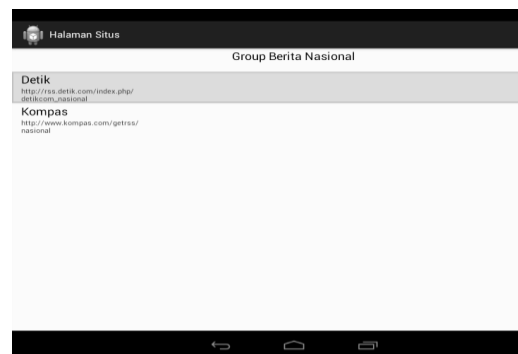 Halaman Situs
Group Berita Nasional
Detik
http://rss.detik.com/index.php/
detikcom_nasional
Kompas
http://www.kompas.com/getrss/
nasional